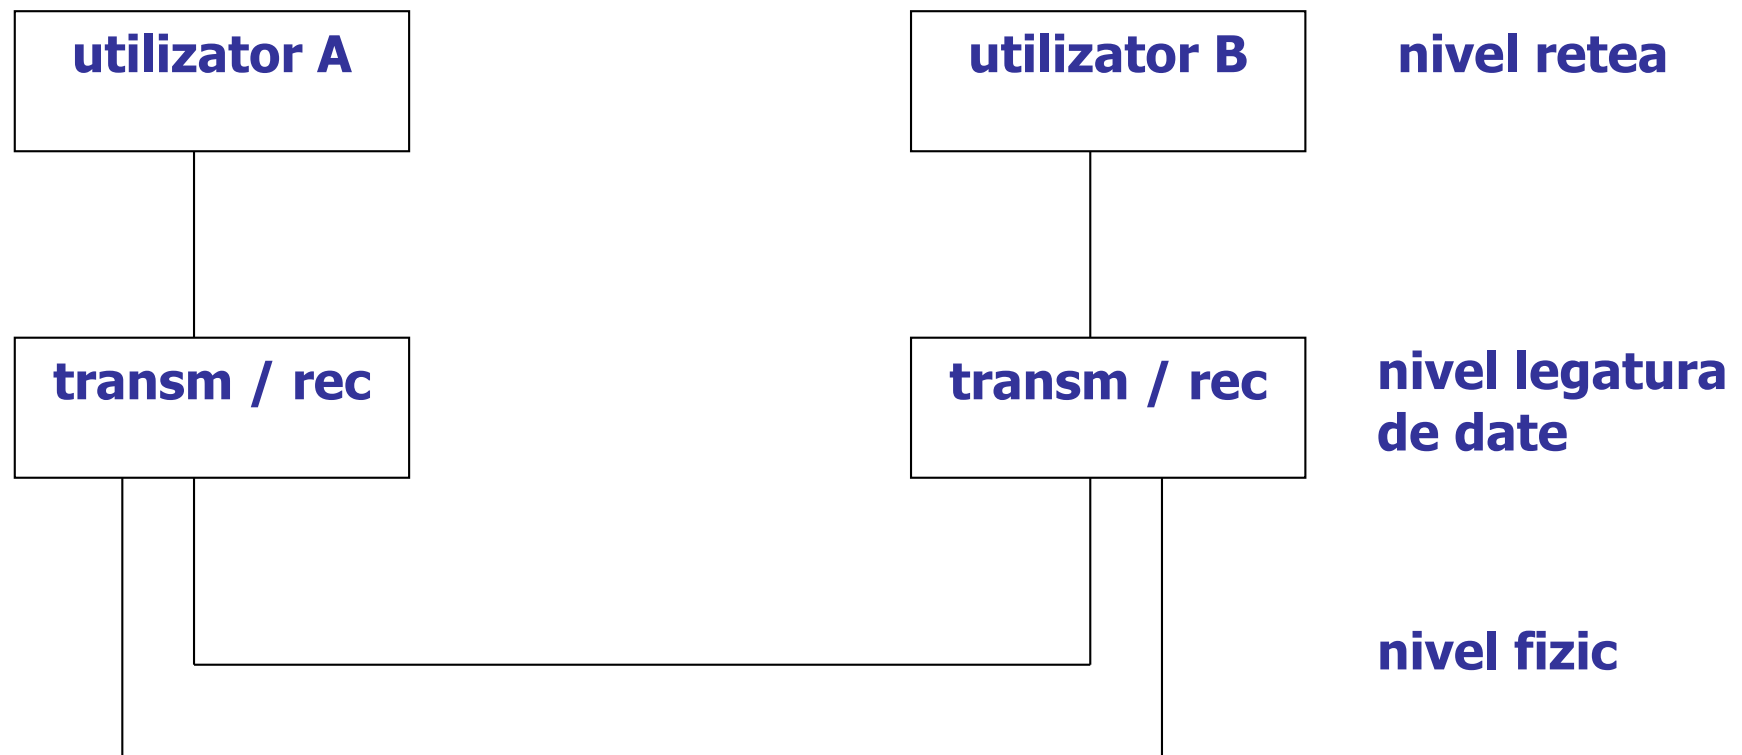 utilizator A
utilizator B
nivel retea
transm / rec
transm / rec
nivel legatura
de date
nivel fizic